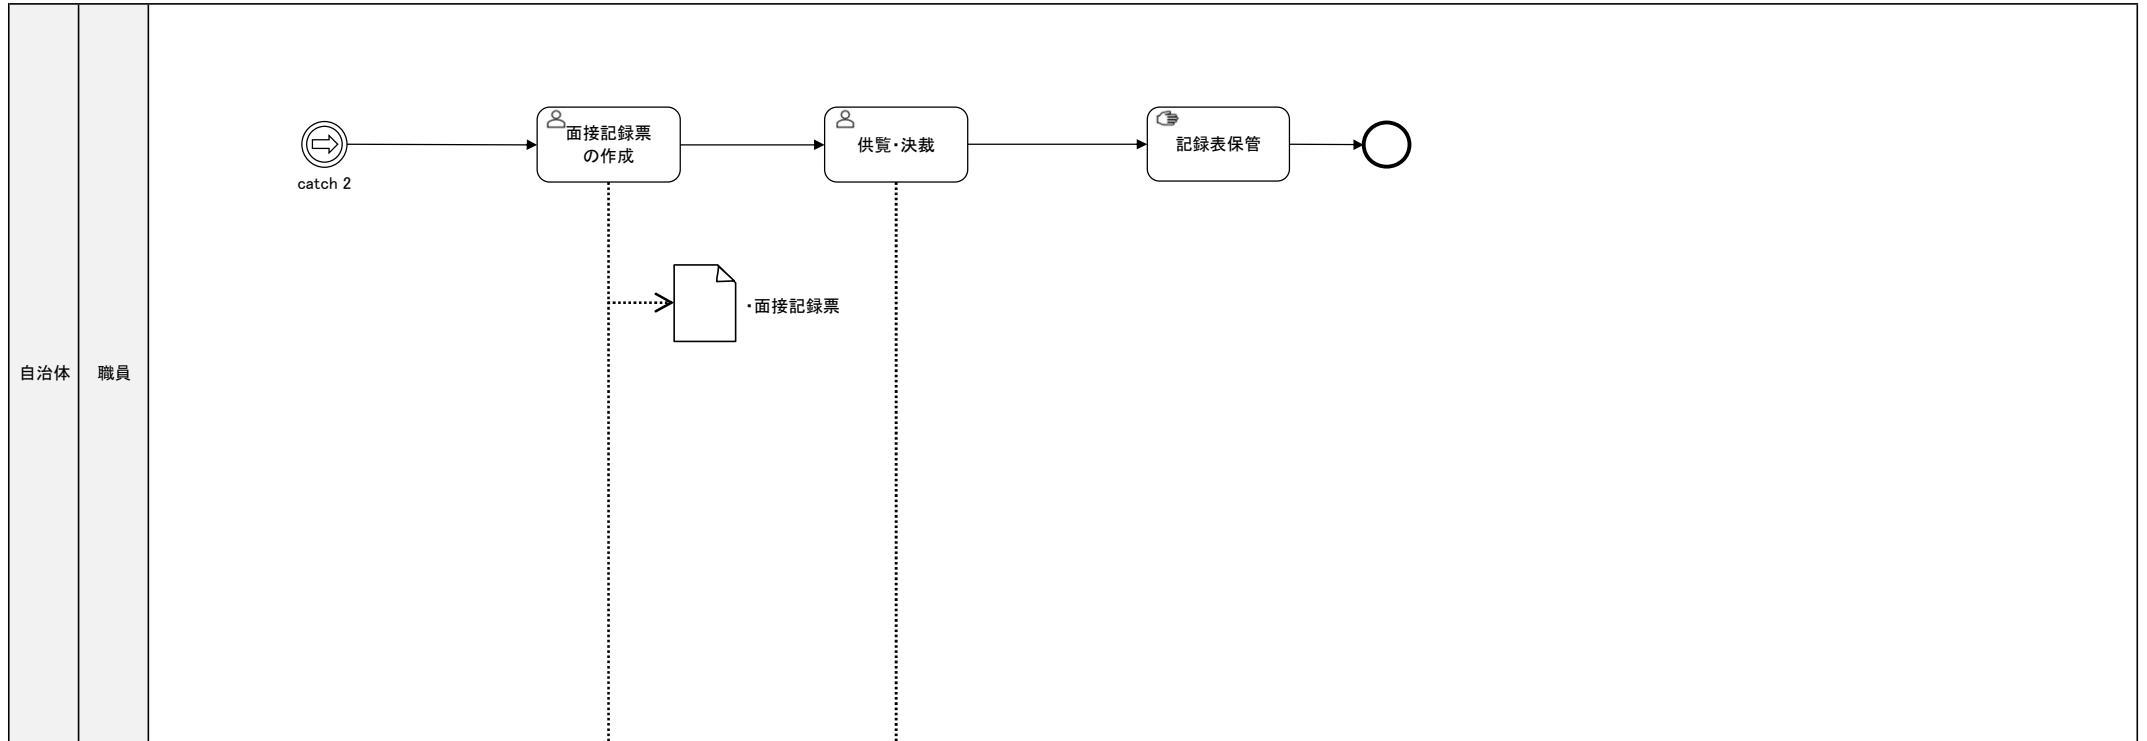 面接記録票
の作成
供覧・決裁
記録表保管
catch 2
・面接記録票
自治体
職員